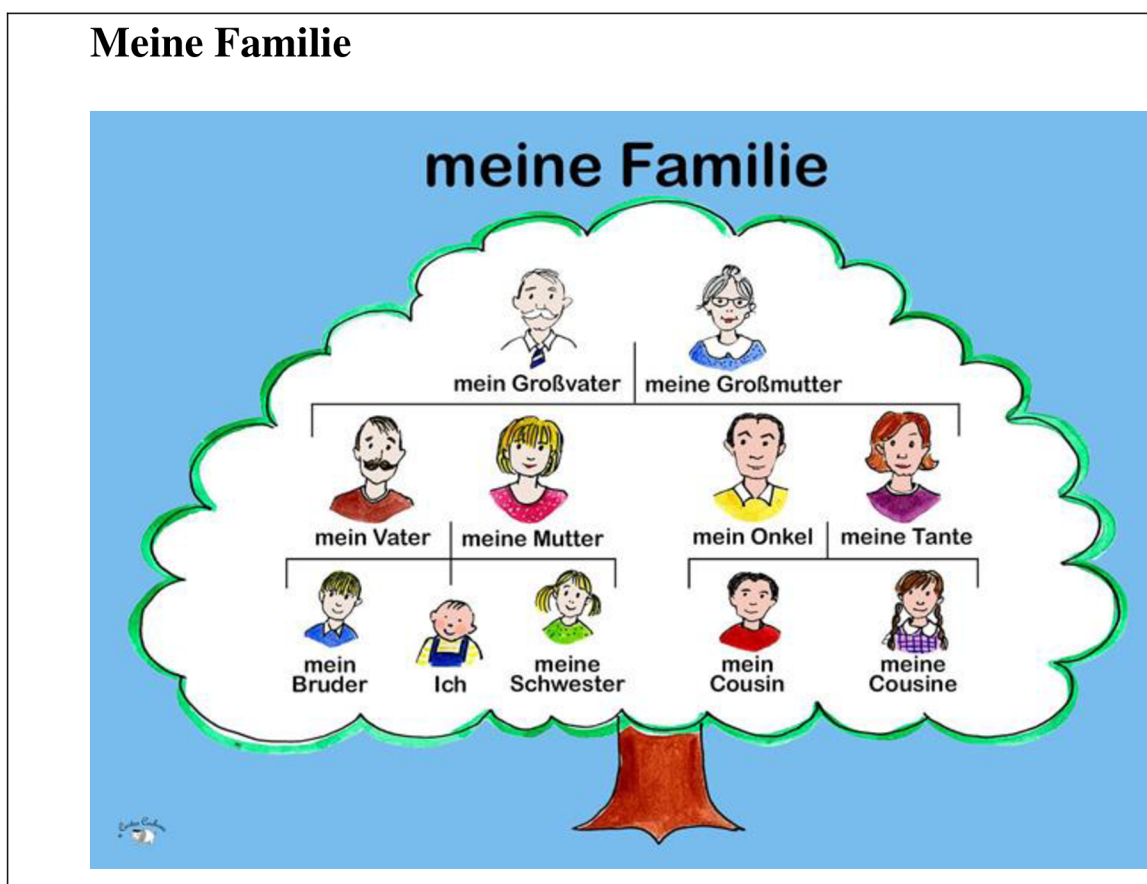 Meine Familie
meine Familie
mein Großvater
meine Großmutter
mein Vater
meine Mutter
mein Onkel
meine Tante
mein
Bruder
Ich
meine
Schwester
mein
Cousin
meine
Cousine